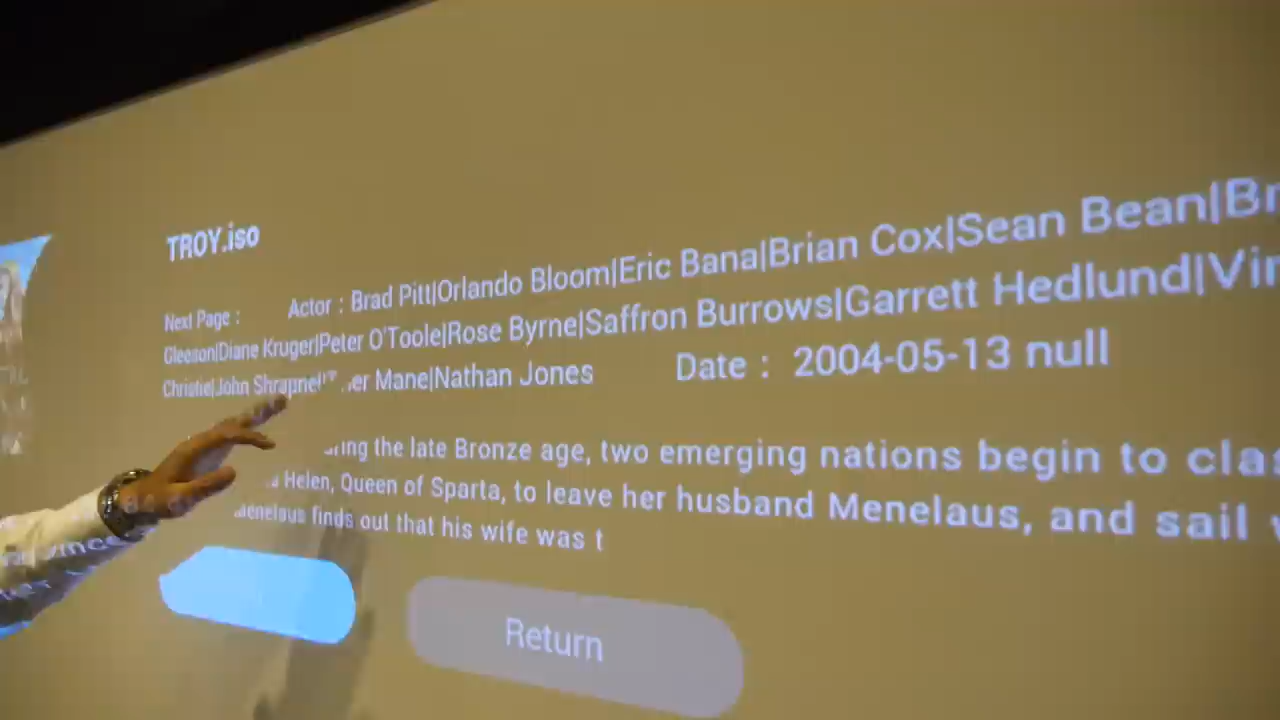 TROY.iso
Next Page : Actor : Brad Pitt|Orlando Bloom|Eric Bana|Brian Cox|Sean Bean|Br
Gleeson|Diane Kruger|Peter O'Toole|Rose Byrne|Saffron Burrows|Garrett Hedlund|Vin
Christie|John Shrapnel| Mane|Nathan Jones Date : 2004-05-13 null
the late Bronze age, two emerging nations begin to clas
Helen, Queen of Sparta, to leave her husband Menelaus, and sail
Menelaus finds out that his wife was t
Return